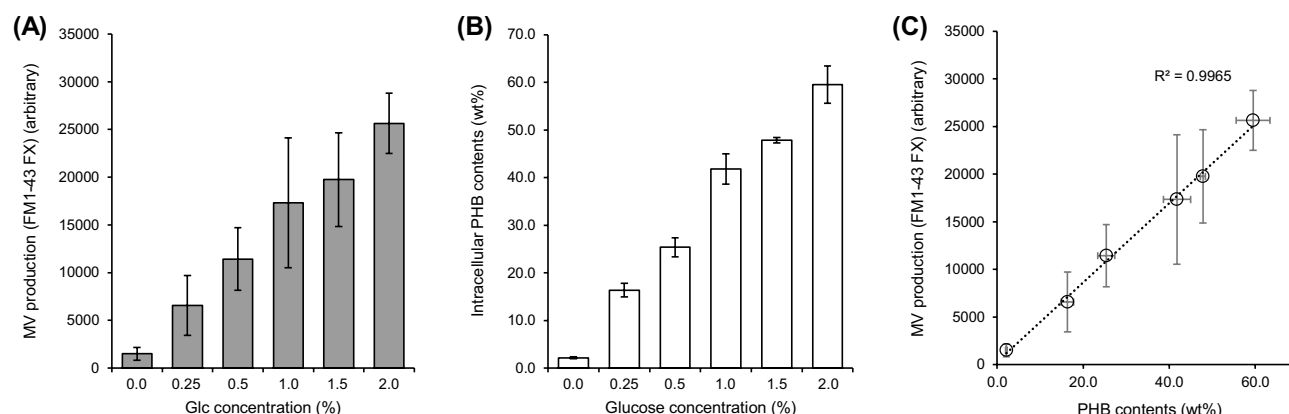 (A)
MV production (FM1-43 FX) (arbitrary)
35000
30000
25000
20000
15000
10000
5000
0
0.0 0.25 0.5 1.0 1.5 2.0
Glc concentration (%)
(B)
Intracellular PHB contents (wt%)
70.0
60.0
50.0
40.0
30.0
20.0
10.0
0.0
0.0 0.25 0.5 1.0 1.5 2.0
Glucose concentration (%)
(C)
MV production (FM1-43 FX) (arbitrary)
35000
30000
25000
20000
15000
10000
5000
0
R² = 0.9965
0.0 20.0 40.0 60.0
PHB contents (wt%)